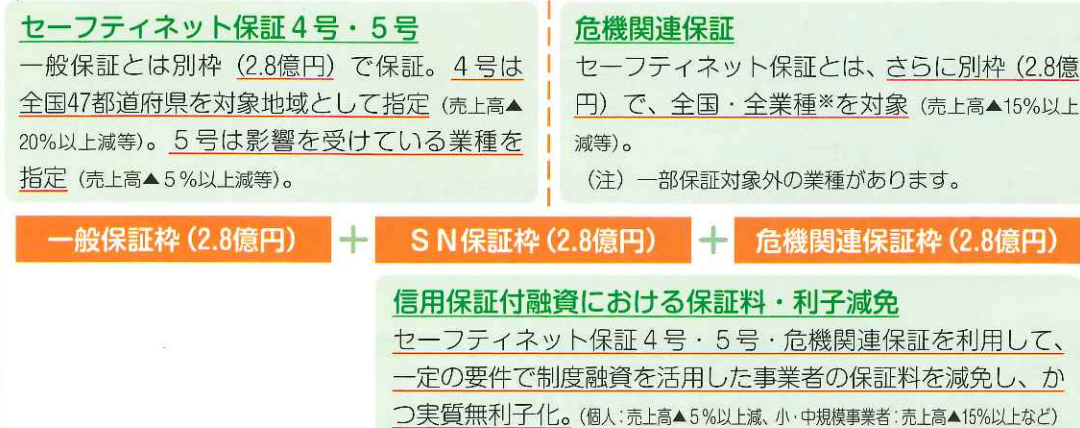 セーフティネット保証4号・5号
一般保証とは別枠(2.8億円)で保証。4号は
全国47都道府県を対象地域として指定(売上高▲
20%以上減等)。5号は影響を受けている業種を
指定(売上高▲5%以上減等)。
危機関連保証
セーフティネット保証とは、さらに別枠(2.8億
円)で、全国・全業種※を対象(売上高▲15%以上
減等)。
(注)一部保証対象外の業種があります。
一般保証枠(2.8億円) + SN保証枠(2.8億円) + 危機関連保証枠(2.8億円)
信用保証付融資における保証料・利子減免
セーフティネット保証4号・5号・危機関連保証を利用して、
一定の要件で制度融資を活用した事業者の保証料を減免し、か
つ実質無利子化。(個人:売上高▲5%以上減、小・中規模事業者:売上高▲15%以上など)